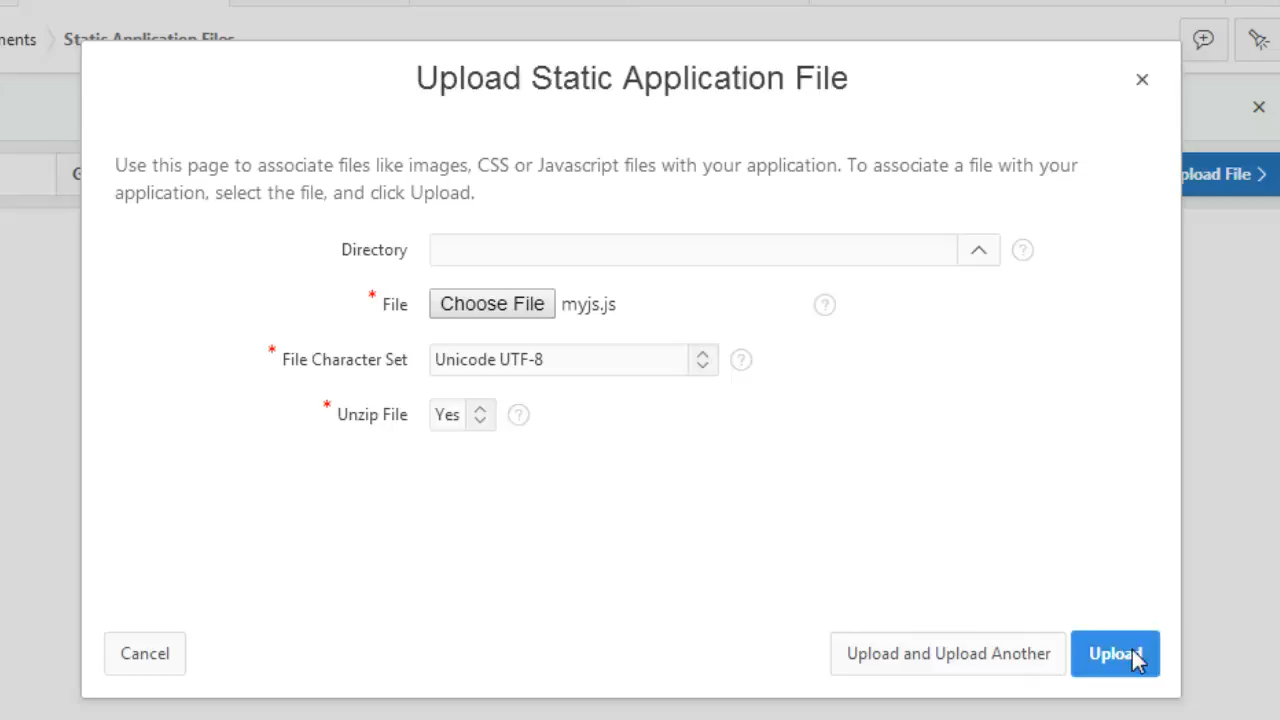 Static Application Files
Upload Static Application File
Use this page to associate files like images, CSS or Javascript files with your application. To associate a file with your
application, select the file, and click Upload.
Upload File
Directory
* File Choose File myjs.js
* File Character Set Unicode UTF-8
* Unzip File Yes
Cancel Upload and Upload Another Upload